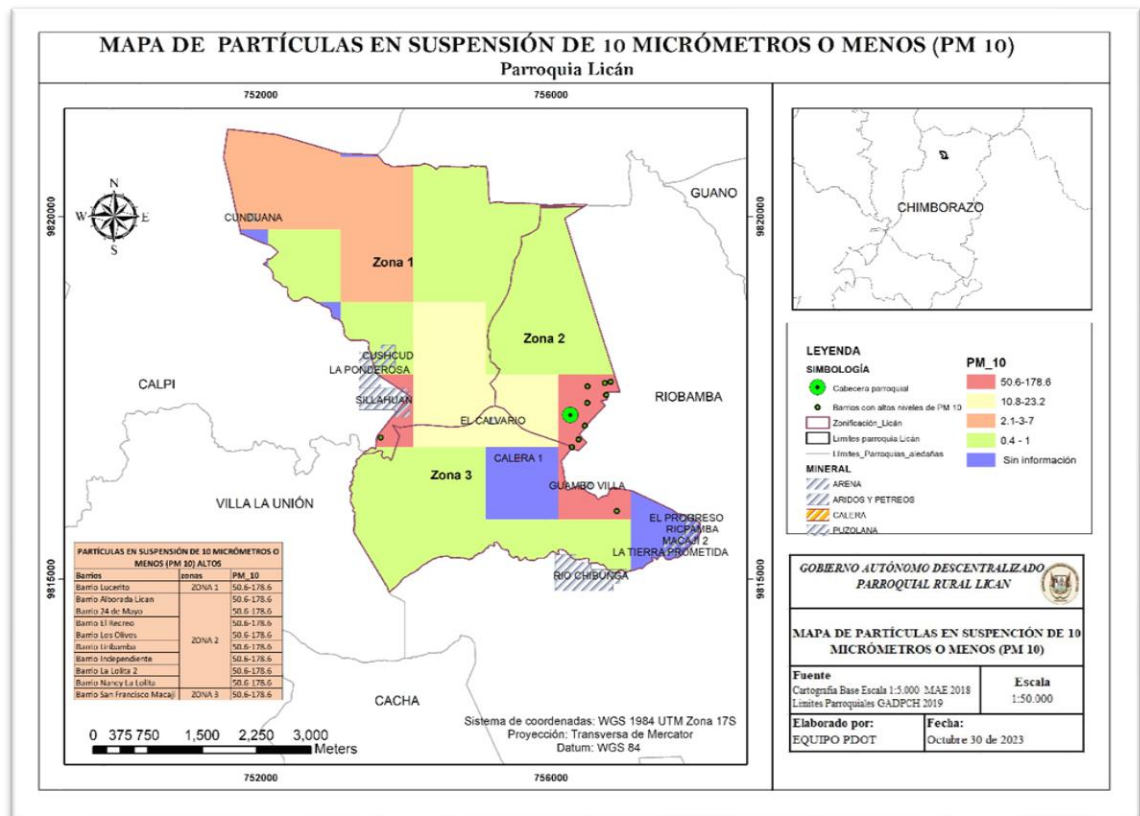 MAPA DE PARTÍCULAS EN SUSPENSIÓN DE 10 MICRÓMETROS O MENOS (PM 10)
Parroquia Licán
752000
756000
9820000
9820000
N
W
E
S
GUANO
CUNDUANA
Zona 1
Zona 2
CUSHCUD
LA PONDEROSA
CALPI
SILLAHUAN
RIOBAMBA
EL CALVARIO
CALERA 1
Zona 3
GUAMBO VILLA
VILLA LA UNIÓN
EL PROGRESO
RICPAMBA
MACAJI 2
LA TIERRA PROMETIDA
RIO CHIBUNGA
9815000
9815000
CACHA
PARTÍCULAS EN SUSPENSIÓN DE 10 MICRÓMETROS O
MENOS (PM 10) ALTOS
Barrios zonas PM_10
Barrio Lucerito ZONA 1 50.6-178.6
Barrio Alborada Lican 50.6-178.6
Barrio 24 de Mayo 50.6-178.6
Barrio El Recreo 50.6-178.6
Barrio Los Olivos ZONA 2 50.6-178.6
Barrio Liribamba 50.6-178.6
Barrio Independiente 50.6-178.6
Barrio La Lolita 2 50.6-178.6
Barrio Nancy La Lolita 50.6-178.6
Barrio San Francisco Macají ZONA 3 50.6-178.6
0 375 750 1,500 2,250 3,000
Meters
Sistema de coordenadas: WGS 1984 UTM Zona 17S
Proyección: Transversa de Mercator
Datum: WGS 84
752000
756000
CHIMBORAZO
LEYENDA
SIMBOLOGÍA
Cabecera parroquial
Barrios con altos niveles de PM 10
Zonificación_Licán
Limites parroquia Licán
Límites_Parroquias_aledañas
MINERAL
ARENA
ARIDOS Y PETREOS
CALERA
PUZOLANA
PM_10
50.6-178.6
10.8-23.2
2.1-3-7
0.4 - 1
Sin información
GOBIERNO AUTÓNOMO DESCENTRALIZADO
PARROQUIAL RURAL LICAN
MAPA DE PARTÍCULAS EN SUSPENCIÓN DE 10
MICRÓMETROS O MENOS (PM 10)
Fuente
Cartografía Base Escala 1:5.000 MAE 2018
Limites Parroquiales GADPCH 2019
Escala
1:50.000
Elaborado por:
EQUIPO PDOT
Fecha:
Octubre 30 de 2023